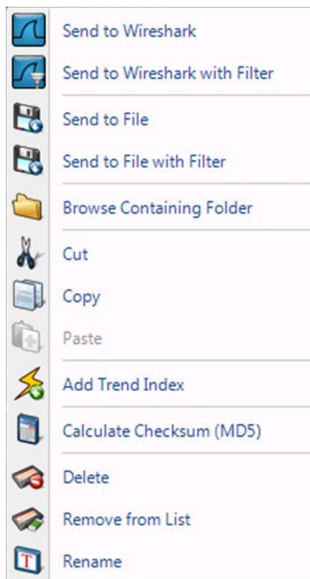 Send to Wireshark
Send to Wireshark with Filter
Send to File
Send to File with Filter
Browse Containing Folder
Cut
Copy
Paste
Add Trend Index
Calculate Checksum (MD5)
Delete
Remove from List
Rename